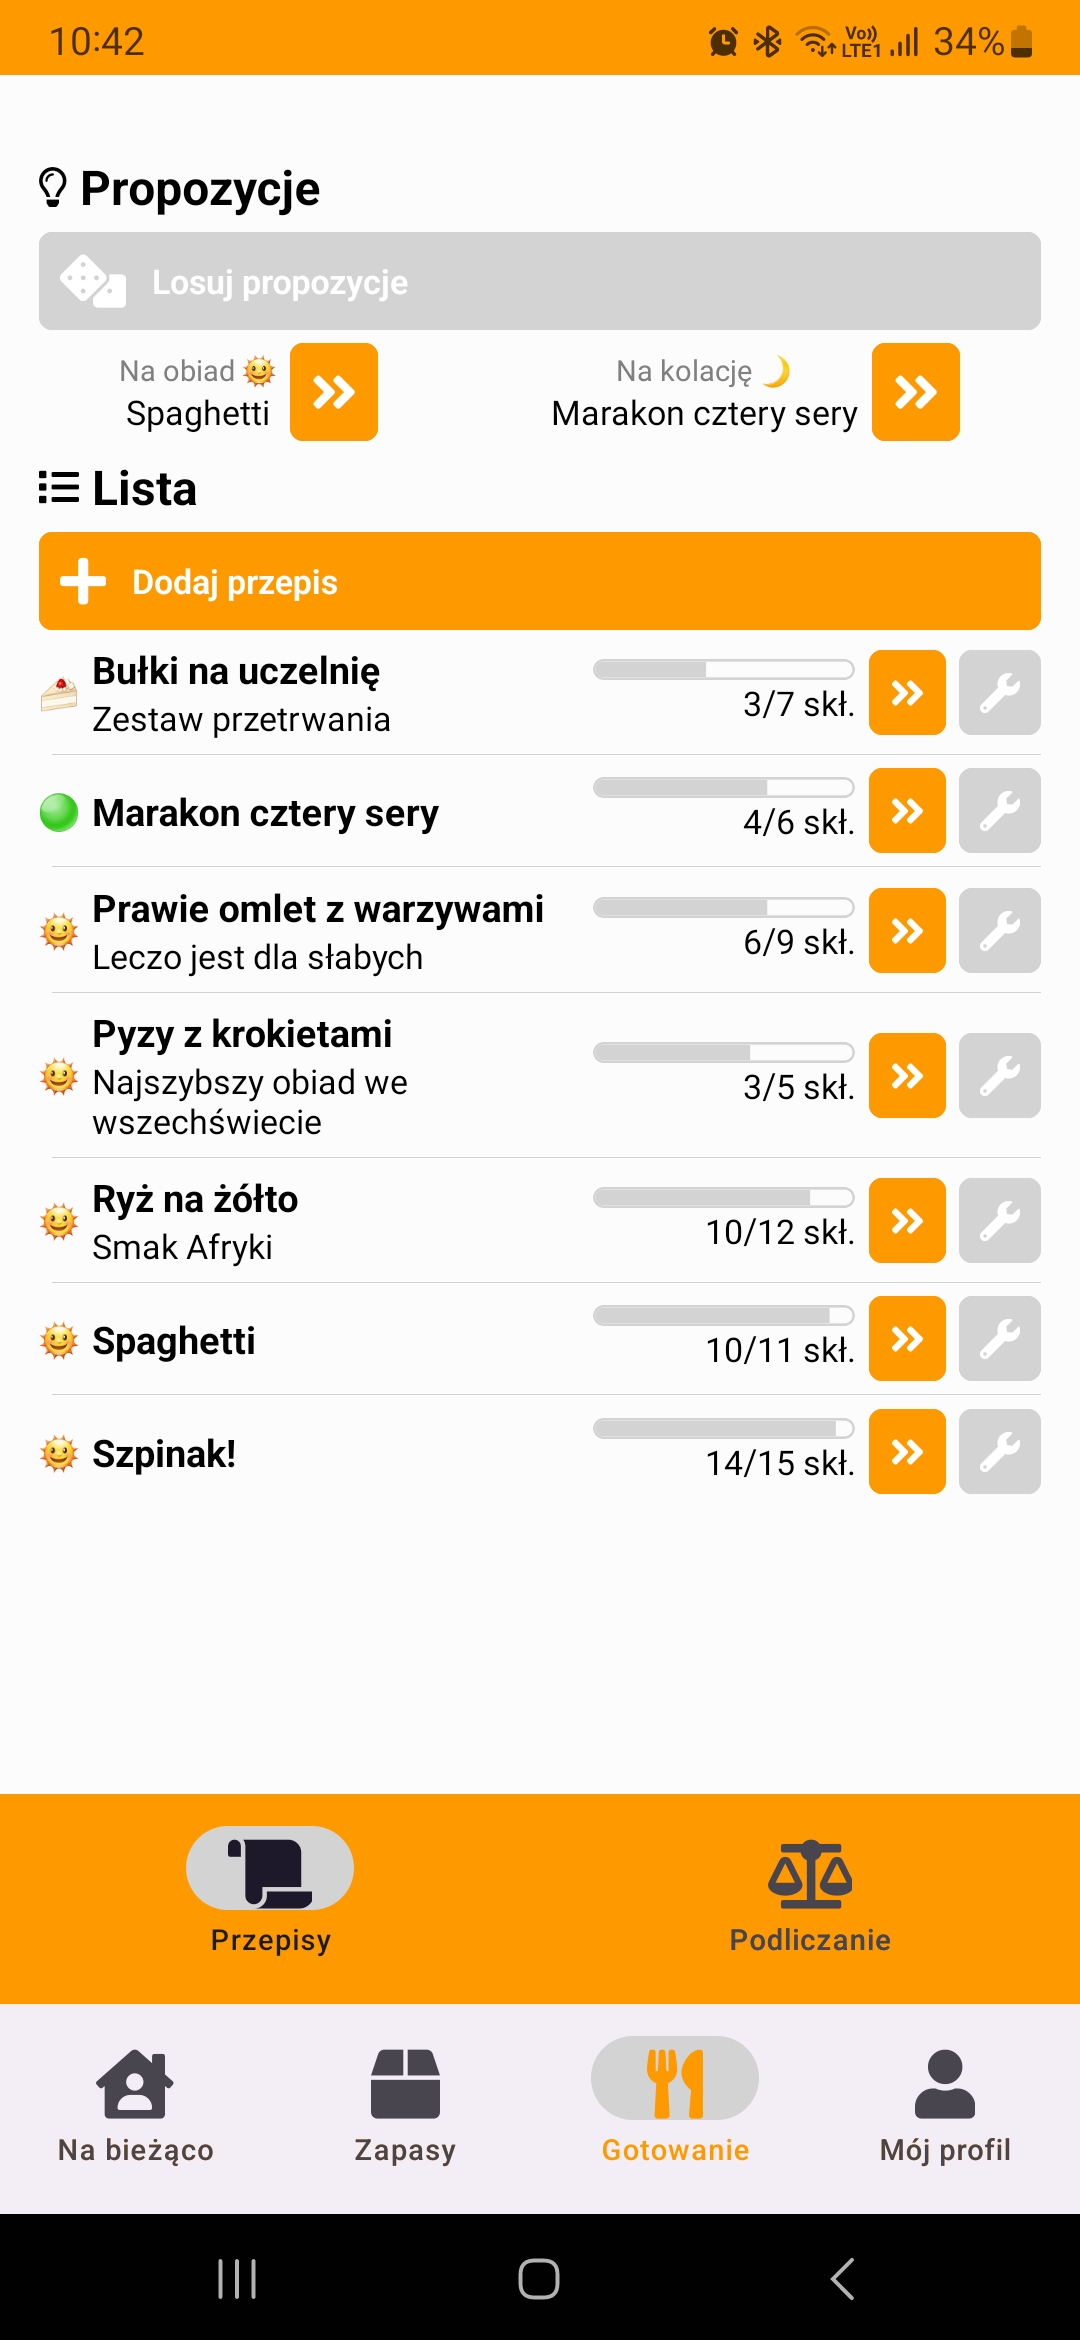 10:42
Vo)) LTE1 34%
Propozycje
Losuj propozycje
Na obiad
Spaghetti
Na kolację
Marakon cztery sery
Lista
Dodaj przepis
Bułki na uczelnię
Zestaw przetrwania
3/7 skł.
Marakon cztery sery
4/6 skł.
Prawie omlet z warzywami
Leczo jest dla słabych
6/9 skł.
Pyzy z krokietami
Najszybszy obiad we
wszechświecie
3/5 skł.
Ryż na żółto
Smak Afryki
10/12 skł.
Spaghetti
10/11 skł.
Szpinak!
14/15 skł.
Przepisy
Podliczanie
Na bieżąco
Zapasy
Gotowanie
Mój profil